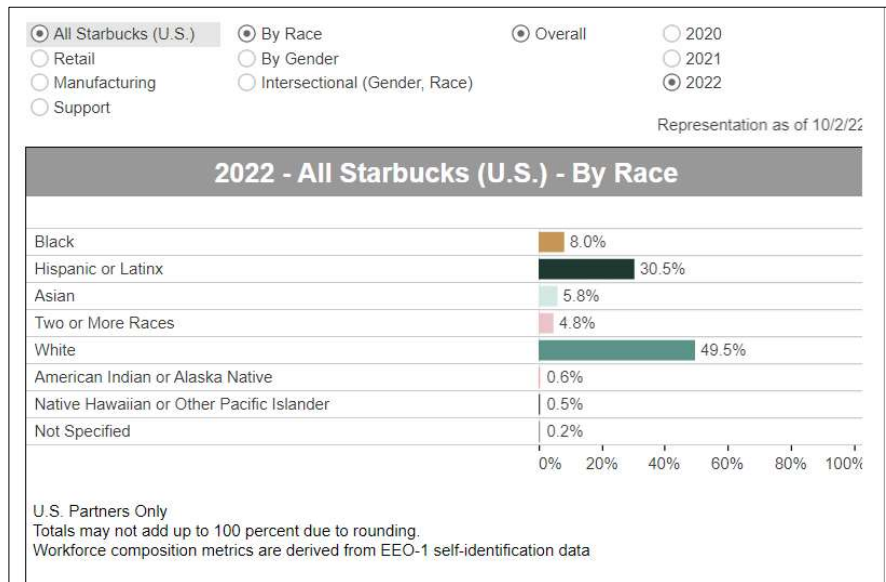 All Starbucks (U.S.) By Race Overall 2020
Retail By Gender 2021
Manufacturing Intersectional (Gender, Race) 2022
Support
Representation as of 10/2/22
2022 - All Starbucks (U.S.) - By Race
Black 8.0%
Hispanic or Latinx 30.5%
Asian 5.8%
Two or More Races 4.8%
White 49.5%
American Indian or Alaska Native 0.6%
Native Hawaiian or Other Pacific Islander 0.5%
Not Specified 0.2%
0% 20% 40% 60% 80% 100%
U.S. Partners Only
Totals may not add up to 100 percent due to rounding.
Workforce composition metrics are derived from EEO-1 self-identification data